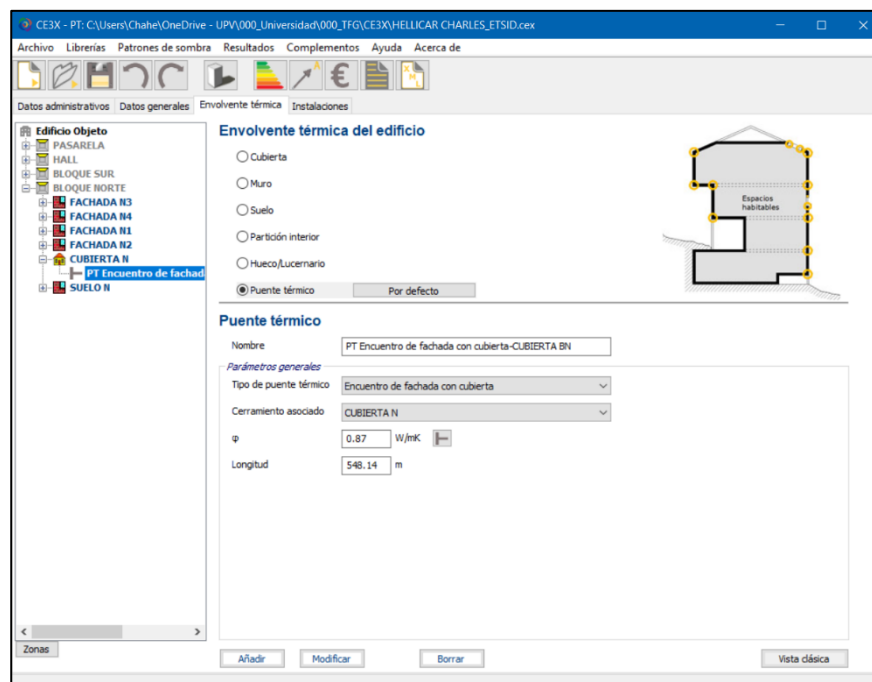 CE3X - PT: C:\Users\Chahe\OneDrive - UPV\000_Universidad\000_TFG\CE3X\HELLICAR CHARLES_ETSID.cex
Archivo Librerías Patrones de sombra Resultados Complementos Ayuda Acerca de
Datos administrativos Datos generales Envolvente térmica Instalaciones
Edificio Objeto
PASARELA
HALL
BLOQUE SUR
BLOQUE NORTE
FACHADA N3
FACHADA N4
FACHADA N1
FACHADA N2
CUBIERTA N
PT Encuentro de fachad
SUELO N
Zonas
Envolvente térmica del edificio
Cubierta
Muro
Suelo
Partición interior
Hueco/Lucernario
Puente térmico Por defecto
Espacios
habitables
Puente térmico
Nombre PT Encuentro de fachada con cubierta-CUBIERTA BN
Parámetros generales
Tipo de puente térmico Encuentro de fachada con cubierta
Cerramiento asociado CUBIERTA N
φ 0.87 W/mK
Longitud 548.14 m
Añadir Modificar Borrar Vista clásica